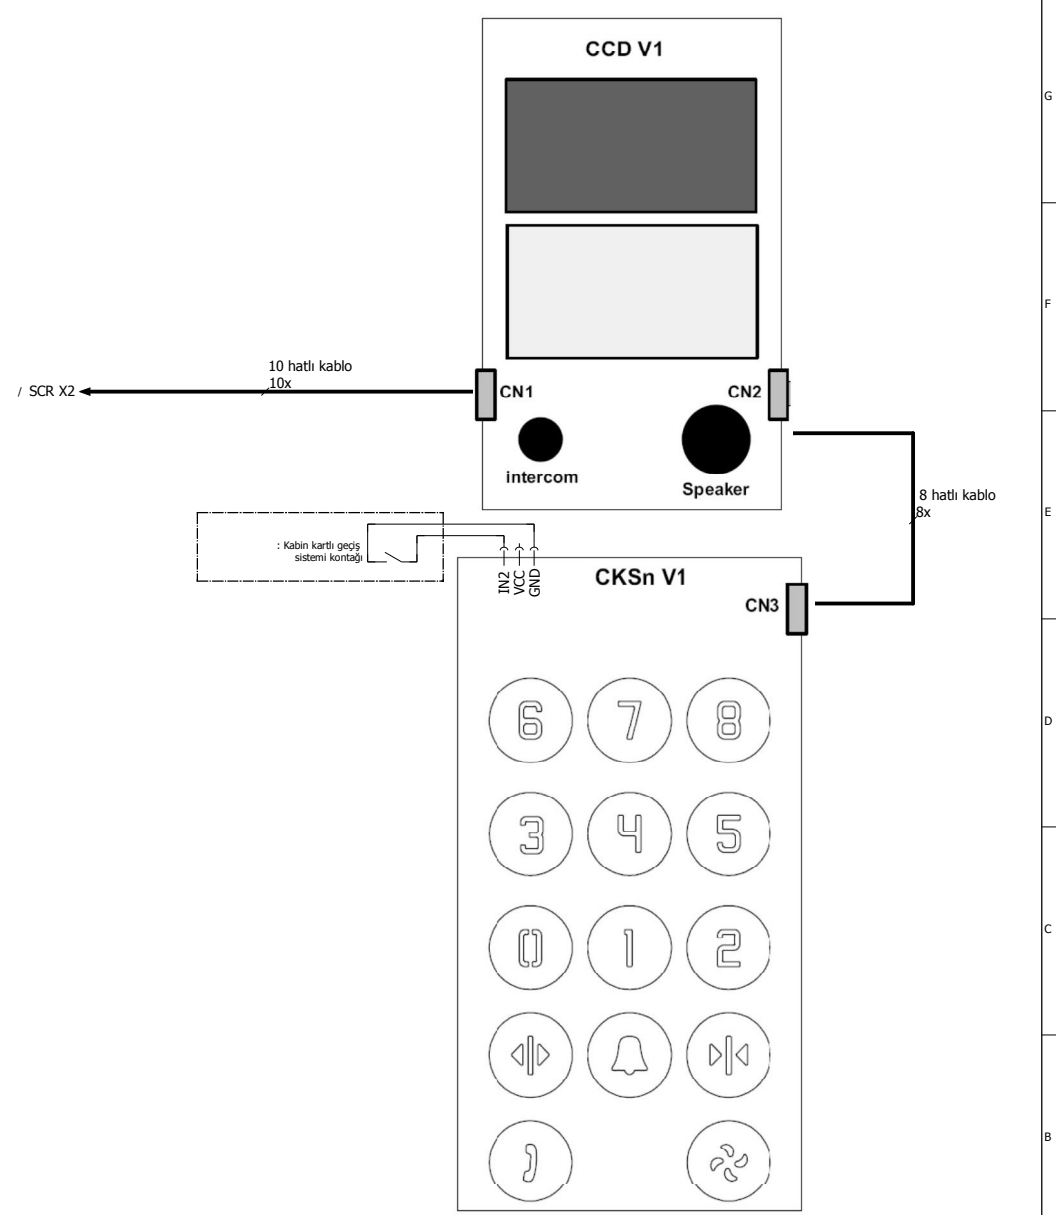 CCD V1
G
F
10 hatlı kablo
10x
/ SCR X2
CN1
CN2
intercom
Speaker
8 hatlı kablo
8x
E
: Kabin kartlı geçiş
sistemi kontağı
IN2
VCC
GND
CKSn V1
CN3
6 7 8
D
3 4 5
0 1 2
C
B